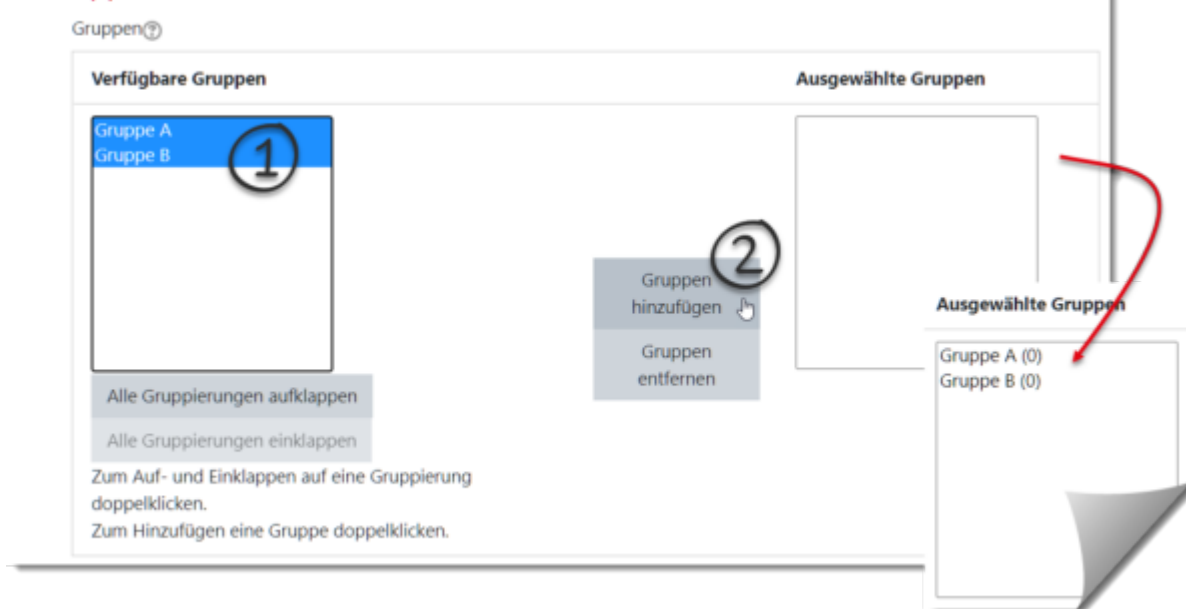 Gruppen?
Verfügbare Gruppen
Ausgewählte Gruppen
Gruppe A
Gruppe B
1
2
Gruppen
hinzufügen
Gruppen
entfernen
Ausgewählte Gruppen
Gruppe A (0)
Gruppe B (0)
Alle Gruppierungen aufklappen
Alle Gruppierungen einklappen
Zum Auf- und Einklappen auf eine Gruppierung
doppelklicken.
Zum Hinzufügen eine Gruppe doppelklicken.